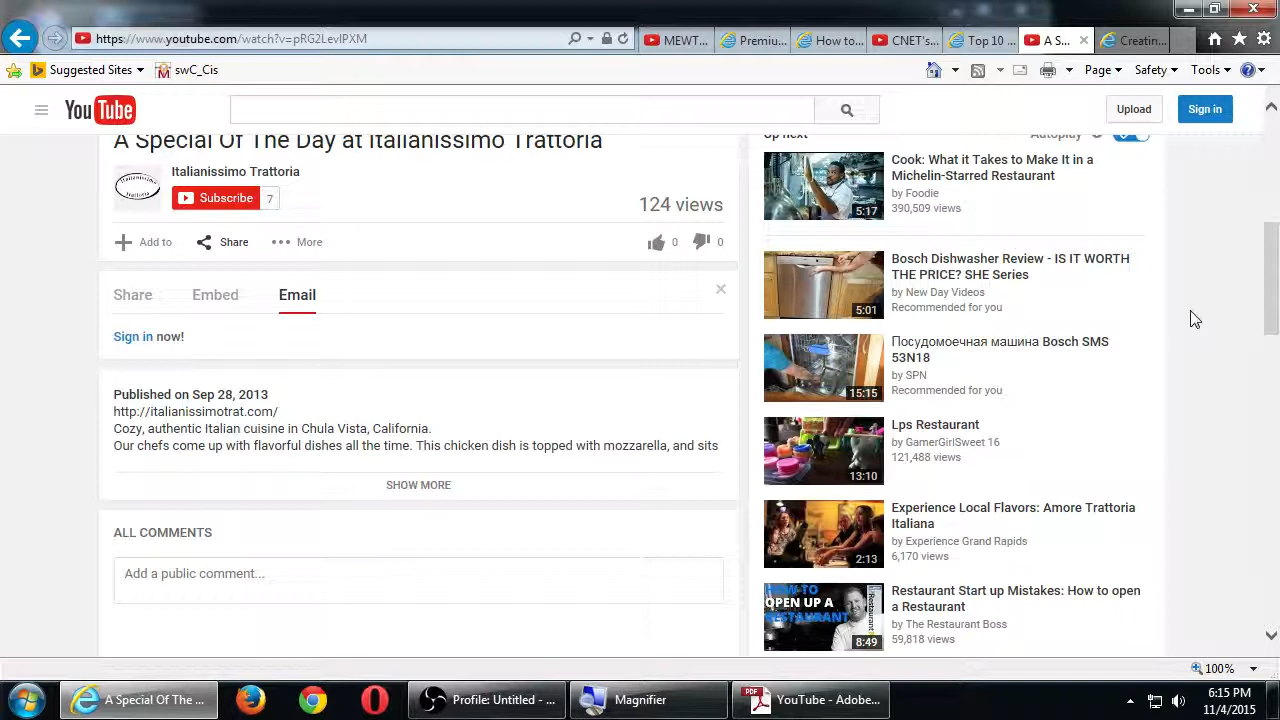 https://www.youtube.com/watch?v=pRG2LevIPXM
MEWT...
Premiu...
How to...
CNET's...
Top 10 ...
A S...
Creatin...
Suggested Sites
swC_Cis
Page
Safety
Tools
YouTube
Upload
Sign in
A Special Of The Day at Italianissimo Trattoria
Italianissimo Trattoria
Subscribe 7
124 views
Add to
Share
More
0
0
Share
Embed
Email
Sign in now!
Published on Sep 28, 2013
http://italianissimotrat.com/
Cozy, authentic Italian cuisine in Chula Vista, California.
Our chefs come up with flavorful dishes all the time. This chicken dish is topped with mozzarella, and sits
SHOW MORE
ALL COMMENTS
Add a public comment...
Up next
Autoplay
Cook: What it Takes to Make It in a
Michelin-Starred Restaurant
by Foodie
390,509 views
5:17
Bosch Dishwasher Review - IS IT WORTH
THE PRICE? SHE Series
by New Day Videos
Recommended for you
5:01
Посудомоечная машина Bosch SMS
53N18
by SPN
Recommended for you
15:15
Lps Restaurant
by GamerGirlSweet 16
121,488 views
13:10
Experience Local Flavors: Amore Trattoria
Italiana
by Experience Grand Rapids
6,170 views
2:13
Restaurant Start up Mistakes: How to open
a Restaurant
by The Restaurant Boss
59,818 views
HOW TO
OPEN UP A
RESTAURANT
8:49
100%
A Special Of The ...
Profile: Untitled - ...
Magnifier
PDF
YouTube - Adobe...
6:15 PM
11/4/2015